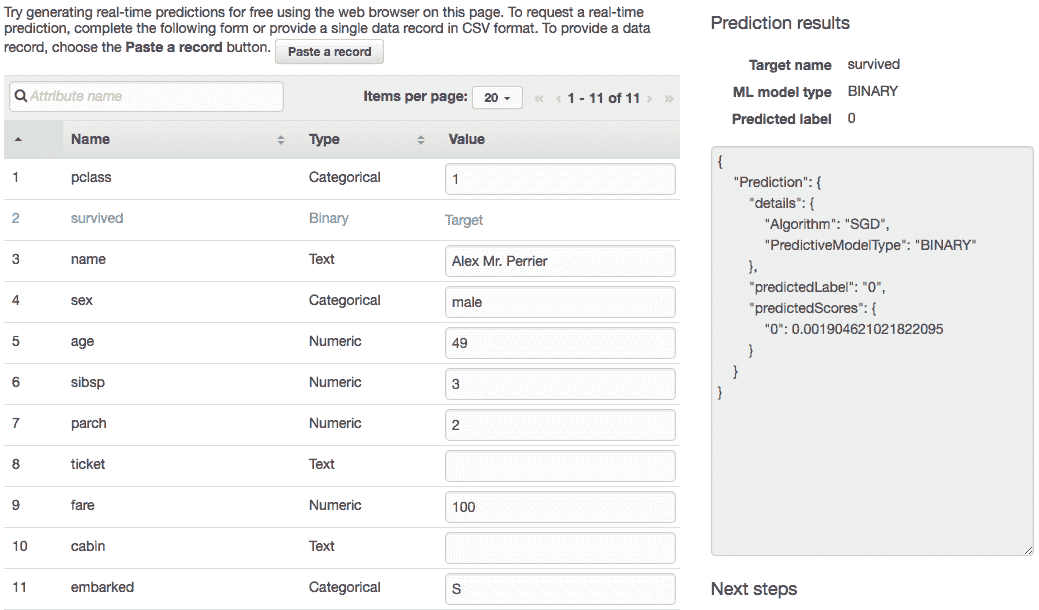 Try generating real-time predictions for free using the web browser on this page. To request a real-time
prediction, complete the following form or provide a single data record in CSV format. To provide a data
record, choose the Paste a record button. Paste a record
Attribute name Items per page: 20 « ‹ 1 - 11 of 11 › »
Name Type Value
1 pclass Categorical 1
2 survived Binary Target
3 name Text Alex Mr. Perrier
4 sex Categorical male
5 age Numeric 49
6 sibsp Numeric 3
7 parch Numeric 2
8 ticket Text
9 fare Numeric 100
10 cabin Text
11 embarked Categorical S
Prediction results
Target name survived
ML model type BINARY
Predicted label 0
{
"Prediction": {
"details": {
"Algorithm": "SGD",
"PredictiveModelType": "BINARY"
},
"predictedLabel": "0",
"predictedScores": {
"0": 0.001904621021822095
}
}
}
Next steps